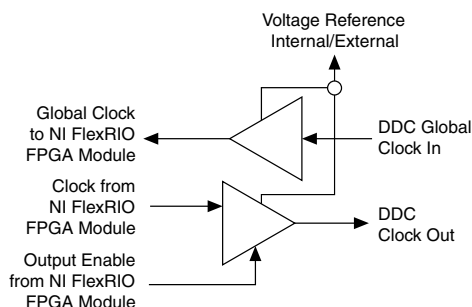 Voltage Reference
Internal/External
Global Clock
to NI FlexRIO
FPGA Module
DDC Global
Clock In
Clock from
NI FlexRIO
FPGA Module
DDC
Clock Out
Output Enable
from NI FlexRIO
FPGA Module